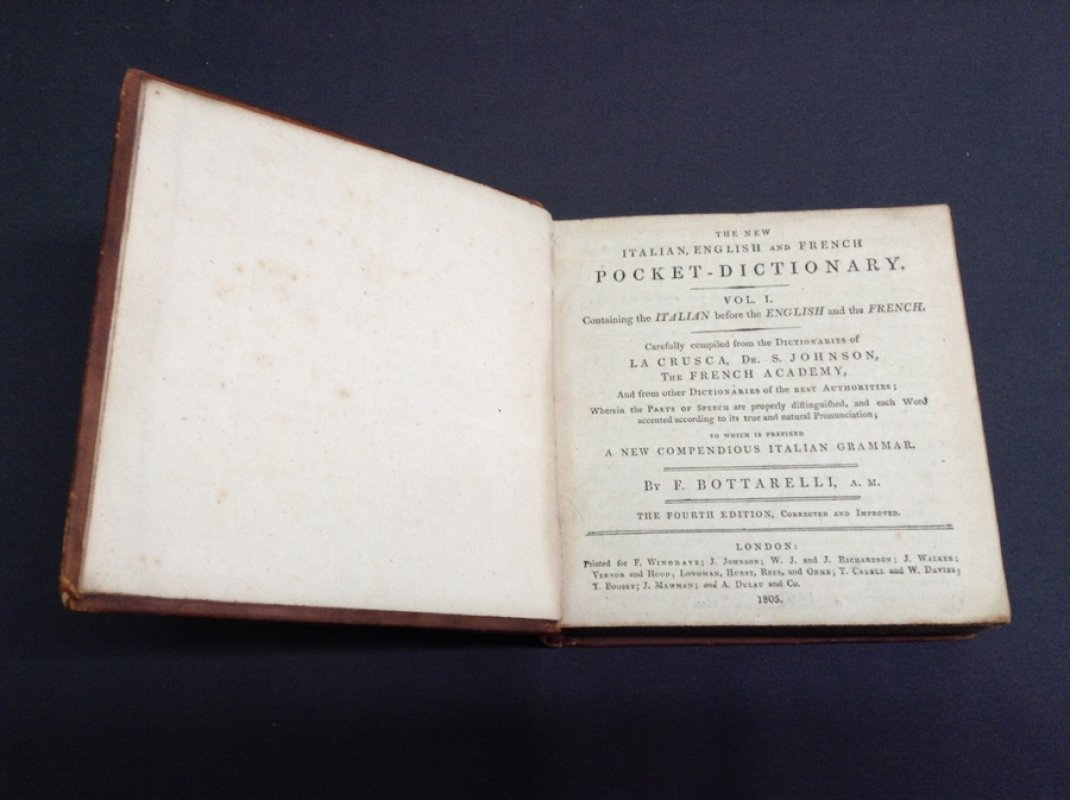 THE NEW
ITALIAN, ENGLISH AND FRENCH
POCKET-DICTIONARY.
VOL. I.
Containing the ITALIAN before the ENGLISH and the FRENCH.
Carefully compiled from the DICTIONARIES of
LA CRUSCA, DR. S. JOHNSON,
THE FRENCH ACADEMY,
And from other DICTIONARIES of the BEST AUTHORITIES;
Wherein the PARTS OF SPEECH are properly diſtinguiſhed, and each Word
accented according to its true and natural Pronunciation;
TO WHICH IS PREFIXED
A NEW COMPENDIOUS ITALIAN GRAMMAR.
BY F. BOTTARELLI, A. M.
THE FOURTH EDITION, CORRECTED AND IMPROVED.
LONDON:
Printed for F. WINGRAVE; J. JOHNSON; W. J. and J. RICHARDSON; J. WALKER;
VERNOR and HOOD; LONGMAN, HURST, REES, and ORME; T. CADELL and W. DAVIES;
T. BOOSEY; J. MAWMAN; and A. DULAU and Co.
1805.